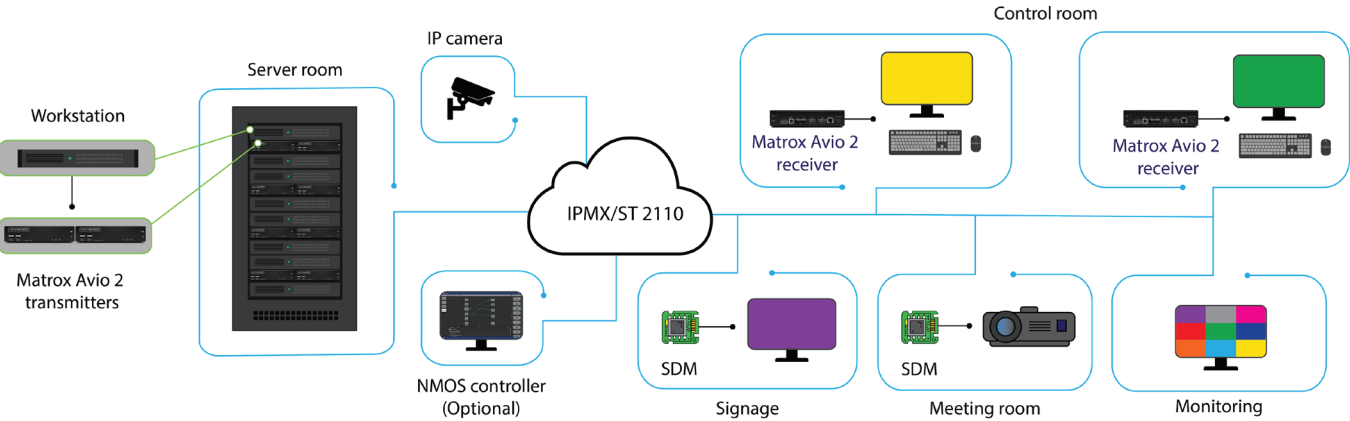 Control room
IP camera
Server room
Workstation
Matrox Avio 2
receiver
Matrox Avio 2
receiver
IPMX/ST 2110
Matrox Avio 2
transmitters
SDM
SDM
NMOS controller
(Optional)
Signage
Meeting room
Monitoring